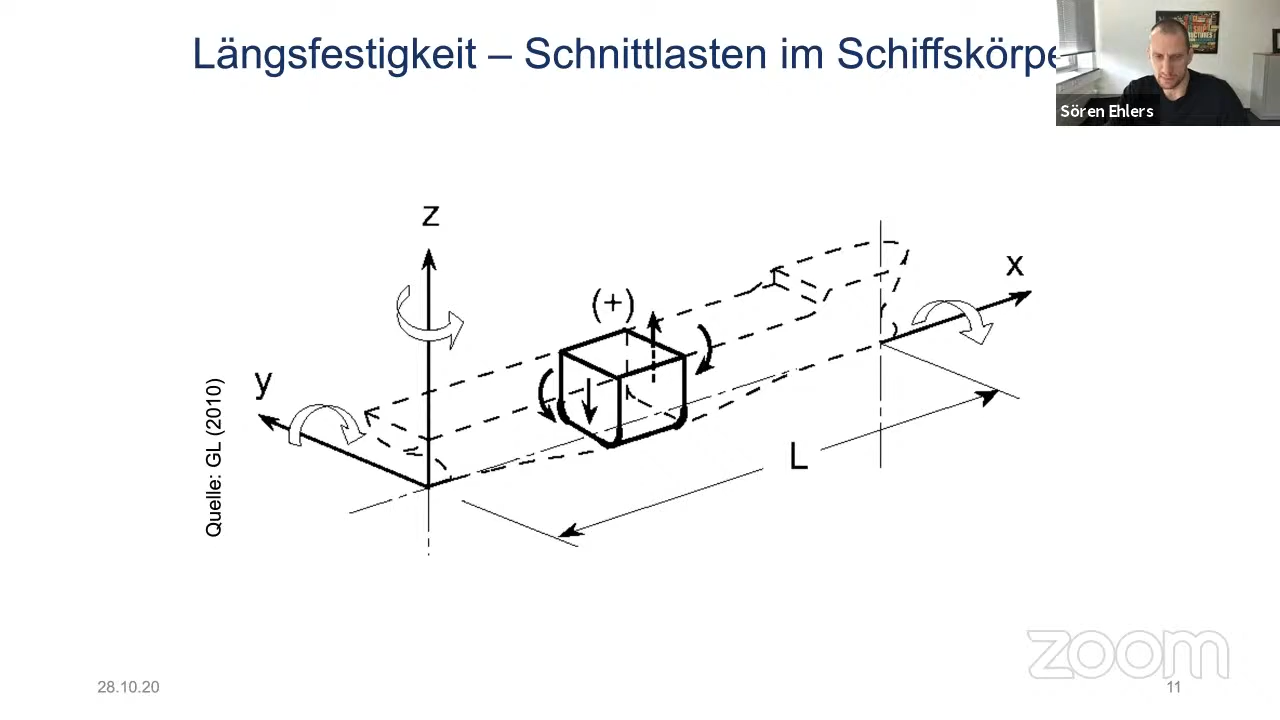 Längsfestigkeit – Schnittlasten im Schiffskörpe
Sören Ehlers
z
x
(+)
y
L
Quelle: GL (2010)
zoom
28.10.20
11